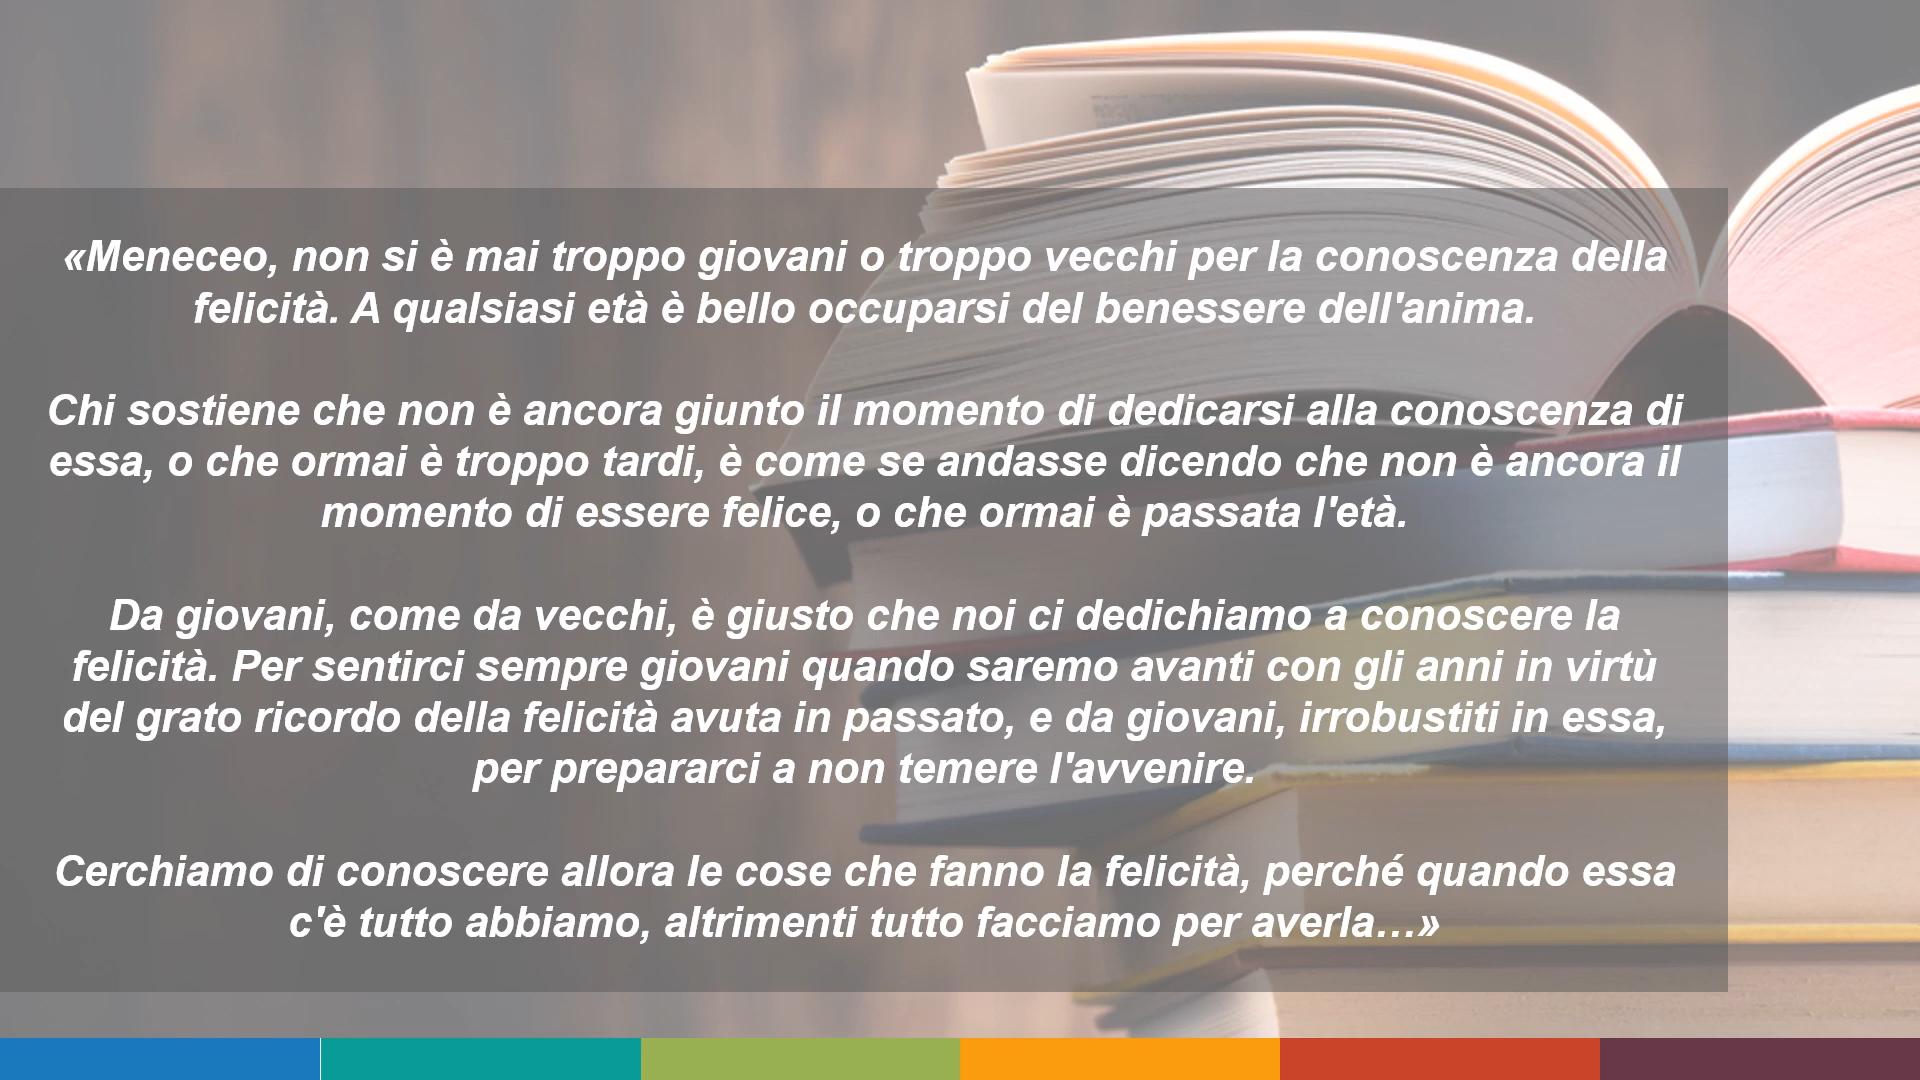 «Meneceo, non si è mai troppo giovani o troppo vecchi per la conoscenza della
felicità. A qualsiasi età è bello occuparsi del benessere dell'anima.
Chi sostiene che non è ancora giunto il momento di dedicarsi alla conoscenza di
essa, o che ormai è troppo tardi, è come se andasse dicendo che non è ancora il
momento di essere felice, o che ormai è passata l'età.
Da giovani, come da vecchi, è giusto che noi ci dedichiamo a conoscere la
felicità. Per sentirci sempre giovani quando saremo avanti con gli anni in virtù
del grato ricordo della felicità avuta in passato, e da giovani, irrobustiti in essa,
per prepararci a non temere l'avvenire.
Cerchiamo di conoscere allora le cose che fanno la felicità, perché quando essa
c'è tutto abbiamo, altrimenti tutto facciamo per averla…»